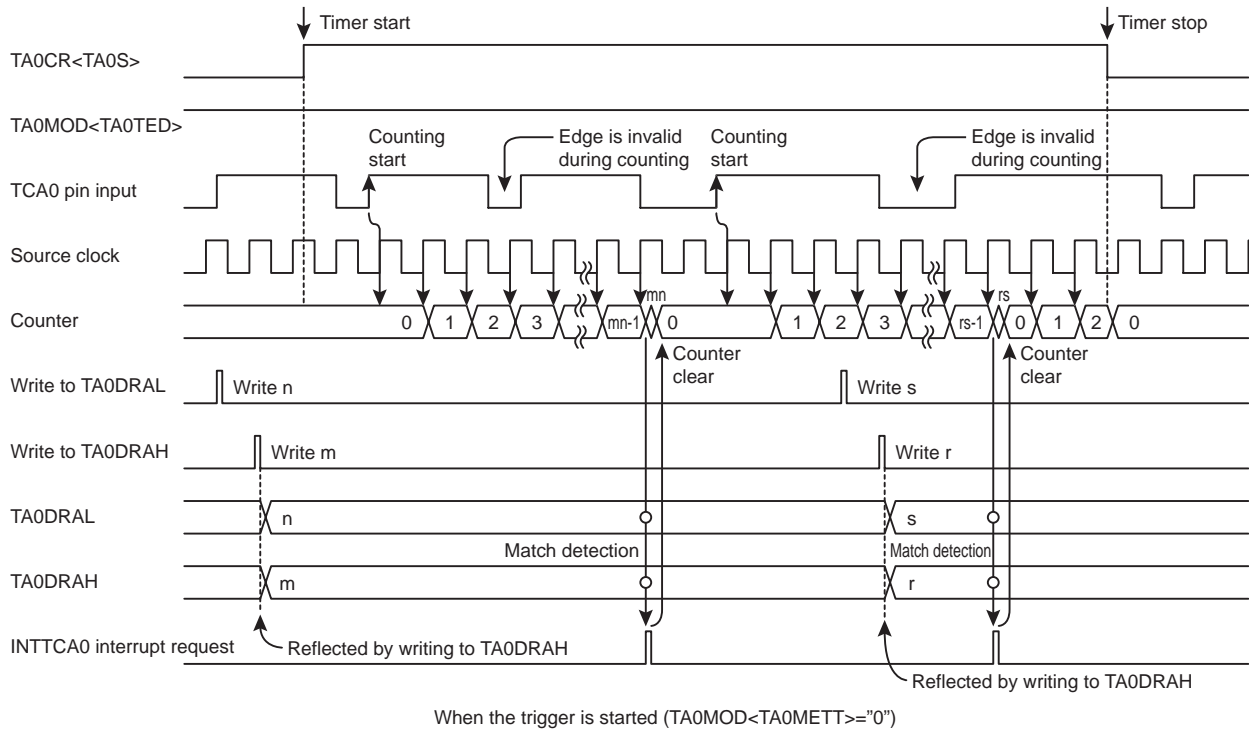 Timer start
Timer stop
TA0CR<TA0S>
TA0MOD<TA0TED>
Counting
start
Edge is invalid
during counting
Counting
start
Edge is invalid
during counting
TCA0 pin input
Source clock
mn
rs
Counter
0 1 2 3 mn-1 0 1 2 3 rs-1 0 1 2 0
Counter
clear
Counter
clear
Write to TA0DRAL
Write n
Write s
Write to TA0DRAH
Write m
Write r
TA0DRAL
n
s
Match detection
Match detection
TA0DRAH
m
r
INTTCA0 interrupt request
Reflected by writing to TA0DRAH
Reflected by writing to TA0DRAH
When the trigger is started (TA0MOD<TA0METT>=”0”)